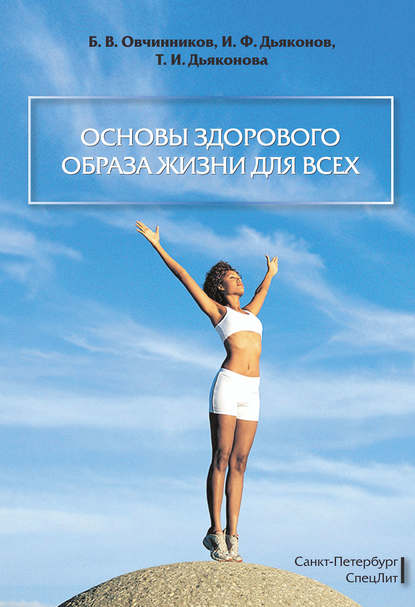 Б. В. Овчинников, И. Ф. Дьяконов,
Т. И. Дьяконова
ОСНОВЫ ЗДОРОВОГО
ОБРАЗА ЖИЗНИ ДЛЯ ВСЕХ
Санкт-Петербург
СпецЛит